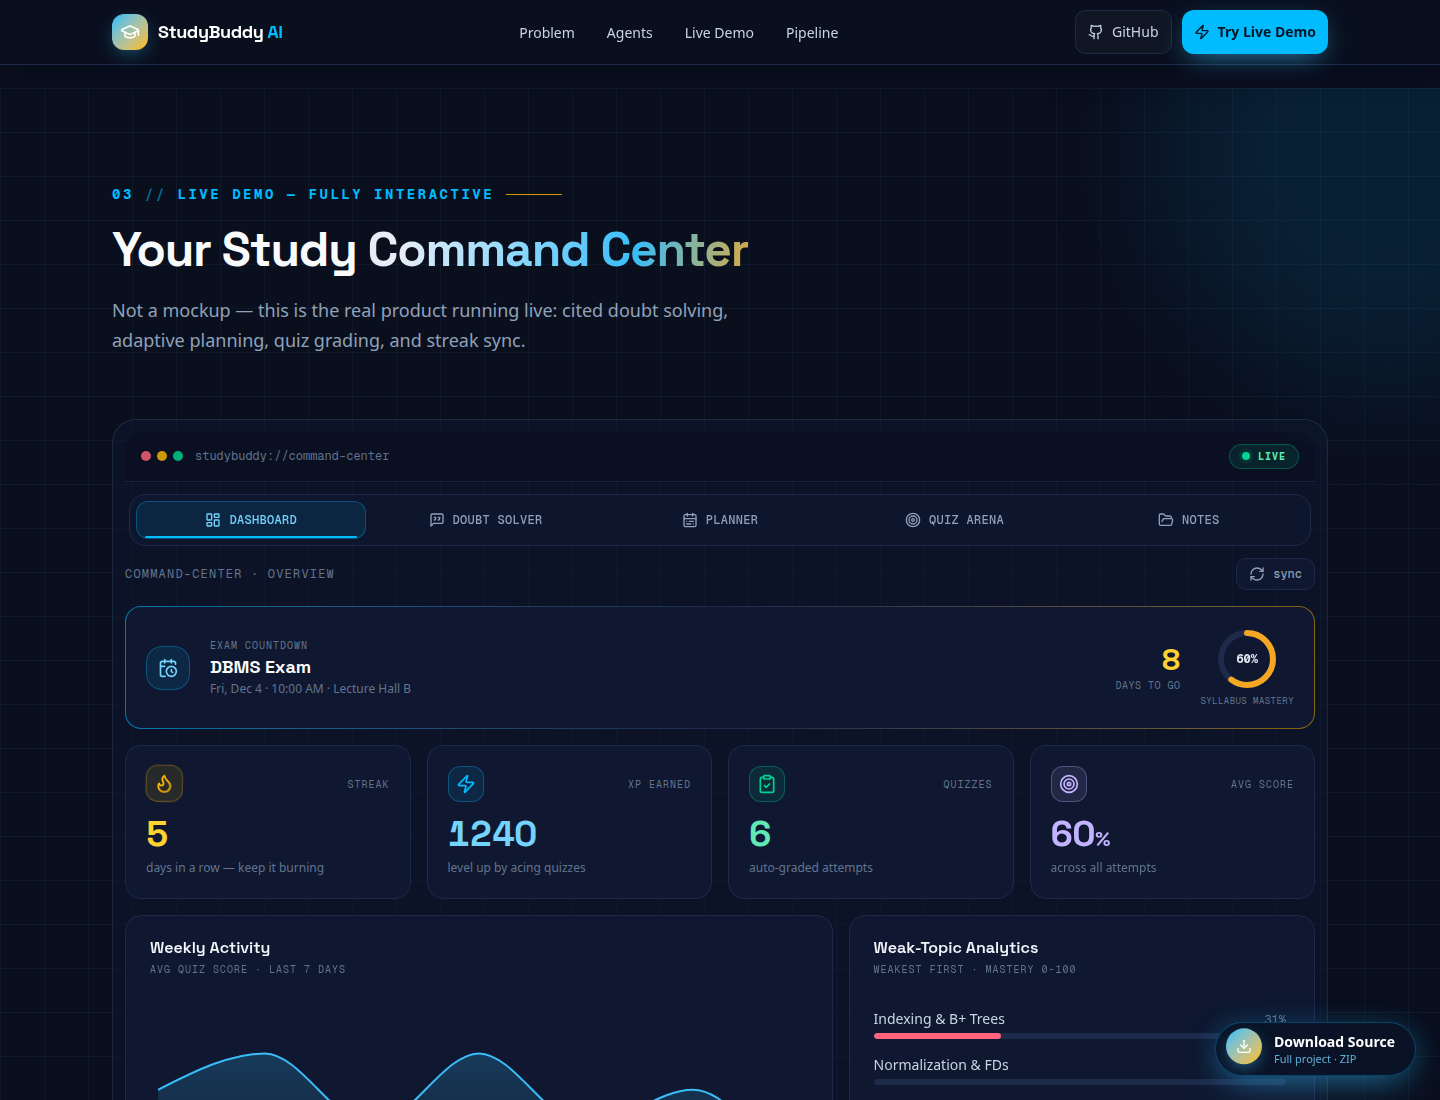 StudyBuddy AI
Problem
Agents
Live Demo
Pipeline
GitHub
Try Live Demo
03 // LIVE DEMO — FULLY INTERACTIVE
Your Study Command Center
Not a mockup — this is the real product running live: cited doubt solving,
adaptive planning, quiz grading, and streak sync.
studybuddy://command-center
LIVE
DASHBOARD
DOUBT SOLVER
PLANNER
QUIZ ARENA
NOTES
COMMAND-CENTER · OVERVIEW
sync
EXAM COUNTDOWN
DBMS Exam
Fri, Dec 4 · 10:00 AM · Lecture Hall B
8
DAYS TO GO
60%
SYLLABUS MASTERY
STREAK
5
days in a row — keep it burning
XP EARNED
1240
level up by acing quizzes
QUIZZES
6
auto-graded attempts
AVG SCORE
60%
across all attempts
Weekly Activity
AVG QUIZ SCORE · LAST 7 DAYS
Weak-Topic Analytics
WEAKEST FIRST · MASTERY 0-100
Indexing & B+ Trees
31%
Normalization & FDs
Download Source
Full project · ZIP